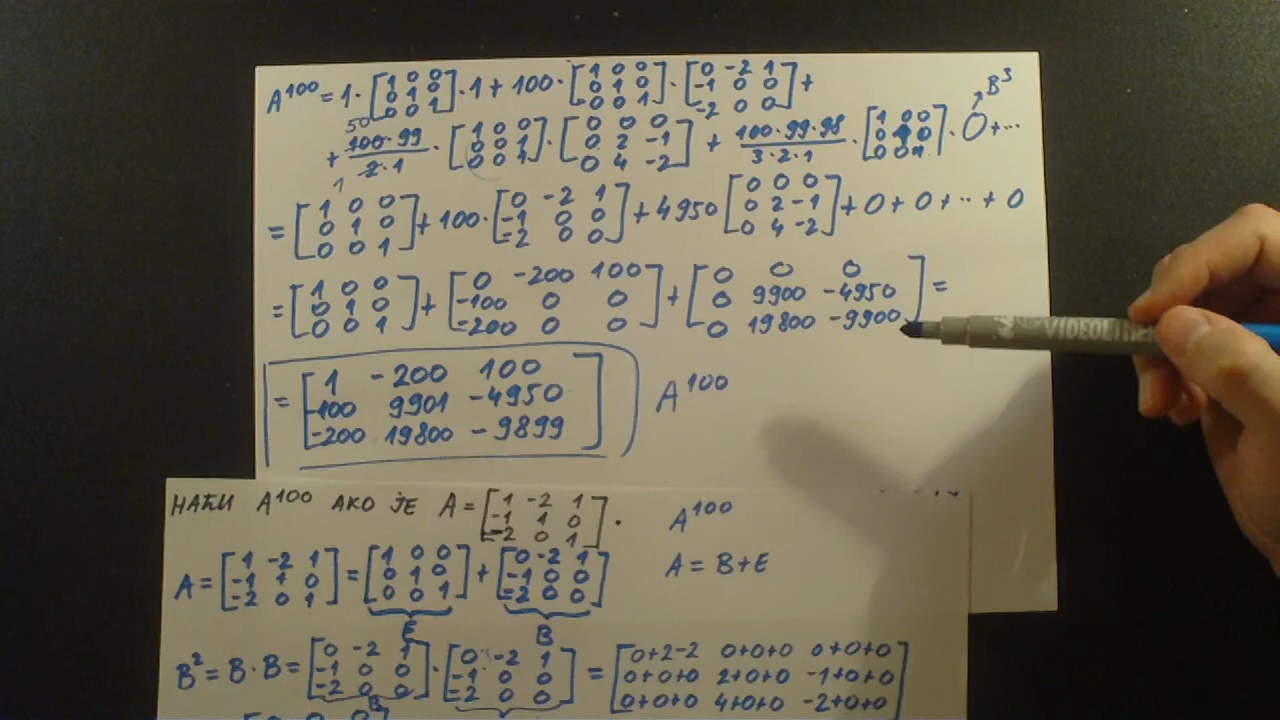 A¹⁰⁰ = 1 · [1 0 0; 0 1 0; 0 0 1] · 1 + 100 · [1 0 0; 0 1 0; 0 0 1] · [0 -2 1; -1 0 0; -2 0 0] +
+ 50 1 (100·99)/(2·1) · [1 0 0; 0 0 1; 0 0 1] · [0 0 0; 0 2 -1; 0 4 -2] + (100·99·98)/(3·2·1) · [1 0 0; 0 1 0; 0 0 1] · O + ... B³
= [1 0 0; 0 1 0; 0 0 1] + 100 · [0 -2 1; -1 0 0; -2 0 0] + 4950 [0 0 0; 0 2 -1; 0 4 -2] + 0 + 0 + ... + 0
= [1 0 0; 0 1 0; 0 0 1] + [0 -200 100; -100 0 0; -200 0 0] + [0 0 0; 0 9900 -4950; 0 19800 -9900] =
= [1 -200 100; -100 9901 -4950; -200 19800 -9899] A¹⁰⁰
НАЋИ A¹⁰⁰ АКО ЈЕ A = [1 -2 1; -1 1 0; -2 0 1]. A¹⁰⁰
A = [1 -2 1; -1 1 0; -2 0 1] = [1 0 0; 0 1 0; 0 0 1] + [0 -2 1; -1 0 0; -2 0 0] A = B + E
E B
B² = B · B = [0 -2 1; -1 0 0; -2 0 0] · [0 -2 1; -1 0 0; -2 0 0] = [0+2-2 0+0+0 0+0+0; 0+0+0 2+0+0 -1+0+0; 0+0+0 4+0+0 -2+0+0]
B